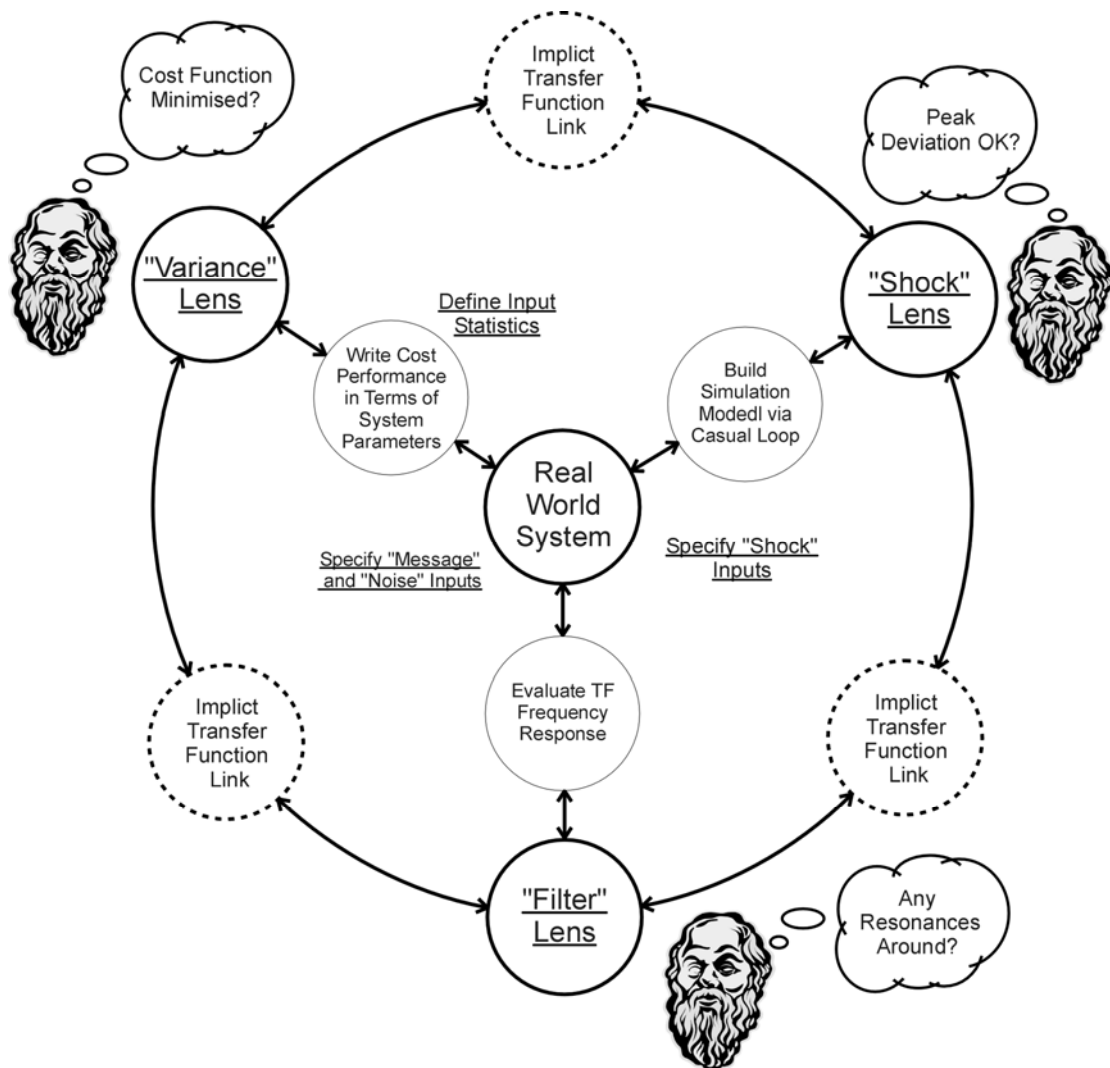 Implict
Transfer
Function
Link
Cost Function
Minimised?
Peak
Deviation OK?
"Variance"
Lens
"Shock"
Lens
Define Input
Statistics
Write Cost
Performance
in Terms of
System
Parameters
Build
Simulation
Modedl via
Casual Loop
Real
World
System
Specify "Message"
and "Noise" Inputs
Specify "Shock"
Inputs
Implict
Transfer
Function
Link
Evaluate TF
Frequency
Response
Implict
Transfer
Function
Link
"Filter"
Lens
Any
Resonances
Around?